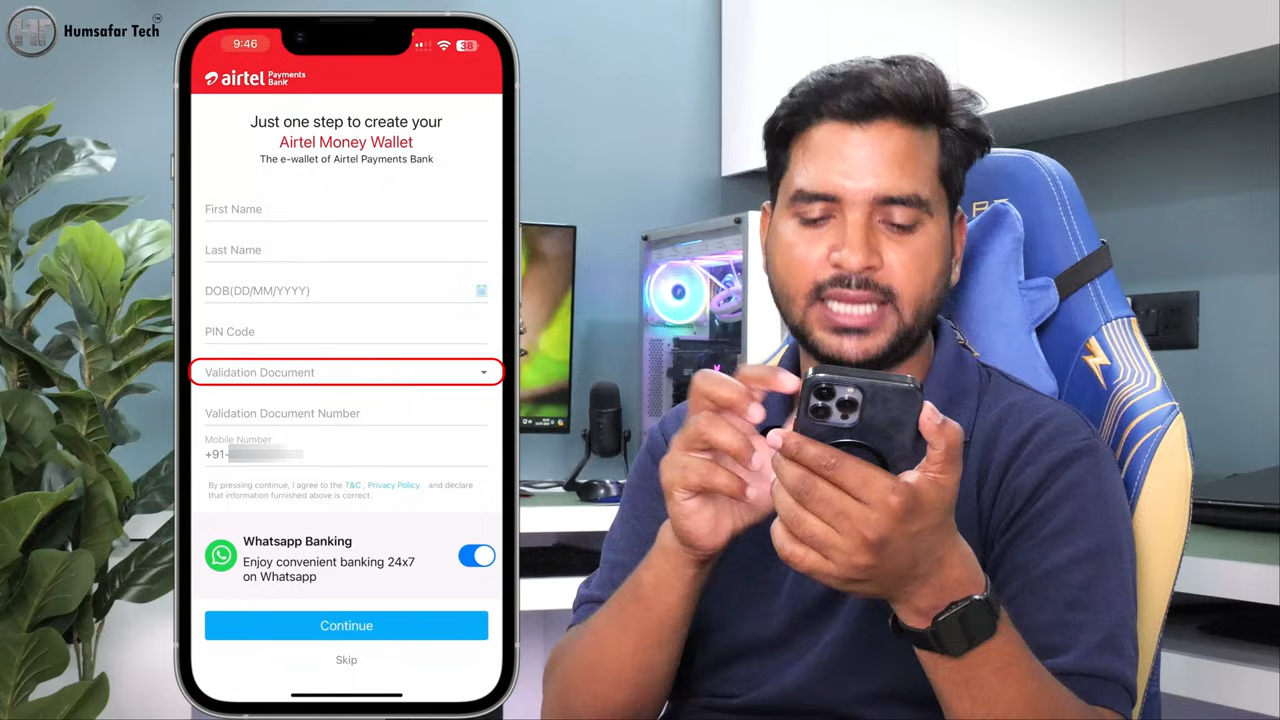 HT Humsafar Tech
TM
9:46
38
airtel Payments
Bank
Just one step to create your
Airtel Money Wallet
The e-wallet of Airtel Payments Bank
First Name
Last Name
DOB(DD/MM/YYYY)
PIN Code
Validation Document
Validation Document Number
Mobile Number
+91-
By pressing continue, I agree to the T&C , Privacy Policy. and declare
that information furnished above is correct.
Whatsapp Banking
Enjoy convenient banking 24x7
on Whatsapp
Continue
Skip